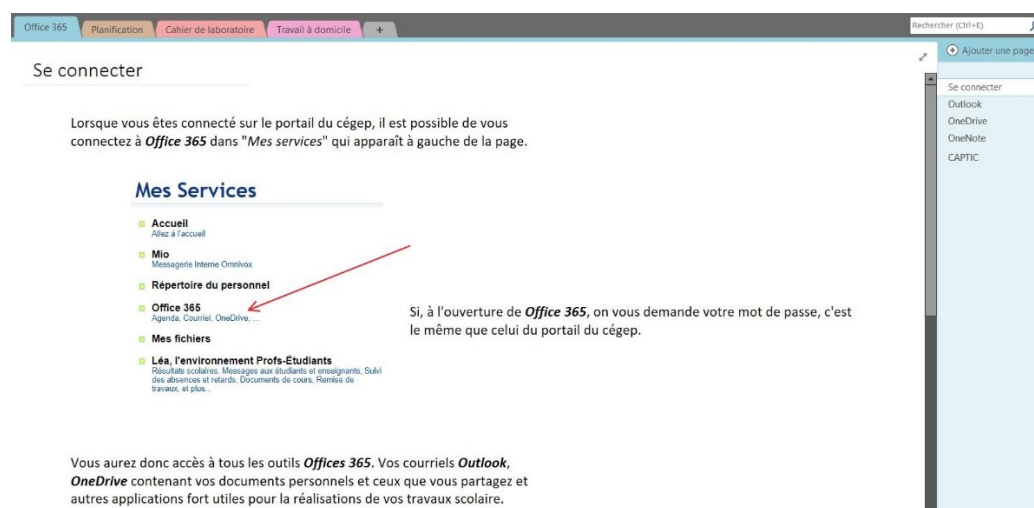 Office 365
Planification
Cahier de laboratoire
Travail à domicile
+
Rechercher (Ctrl+E)
Ajouter une page
Se connecter
Outlook
OneDrive
OneNote
CAPTIC
Se connecter
Lorsque vous êtes connecté sur le portail du cégep, il est possible de vous
connectez à Office 365 dans "Mes services" qui apparaît à gauche de la page.
Mes Services
Accueil
Allez à l'accueil
Mio
Messagerie Interne Omnivox
Répertoire du personnel
Office 365
Agenda, Courriel, OneDrive, ...
Mes fichiers
Léa, l'environnement Profs-Étudiants
Résultats scolaires, Messages aux étudiants et enseignants, Suivi
des absences et retards, Documents de cours, Remise de
travaux, et plus...
Si, à l'ouverture de Office 365, on vous demande votre mot de passe, c'est
le même que celui du portail du cégep.
Vous aurez donc accès à tous les outils Offices 365. Vos courriels Outlook,
OneDrive contenant vos documents personnels et ceux que vous partagez et
autres applications fort utiles pour la réalisations de vos travaux scolaire.